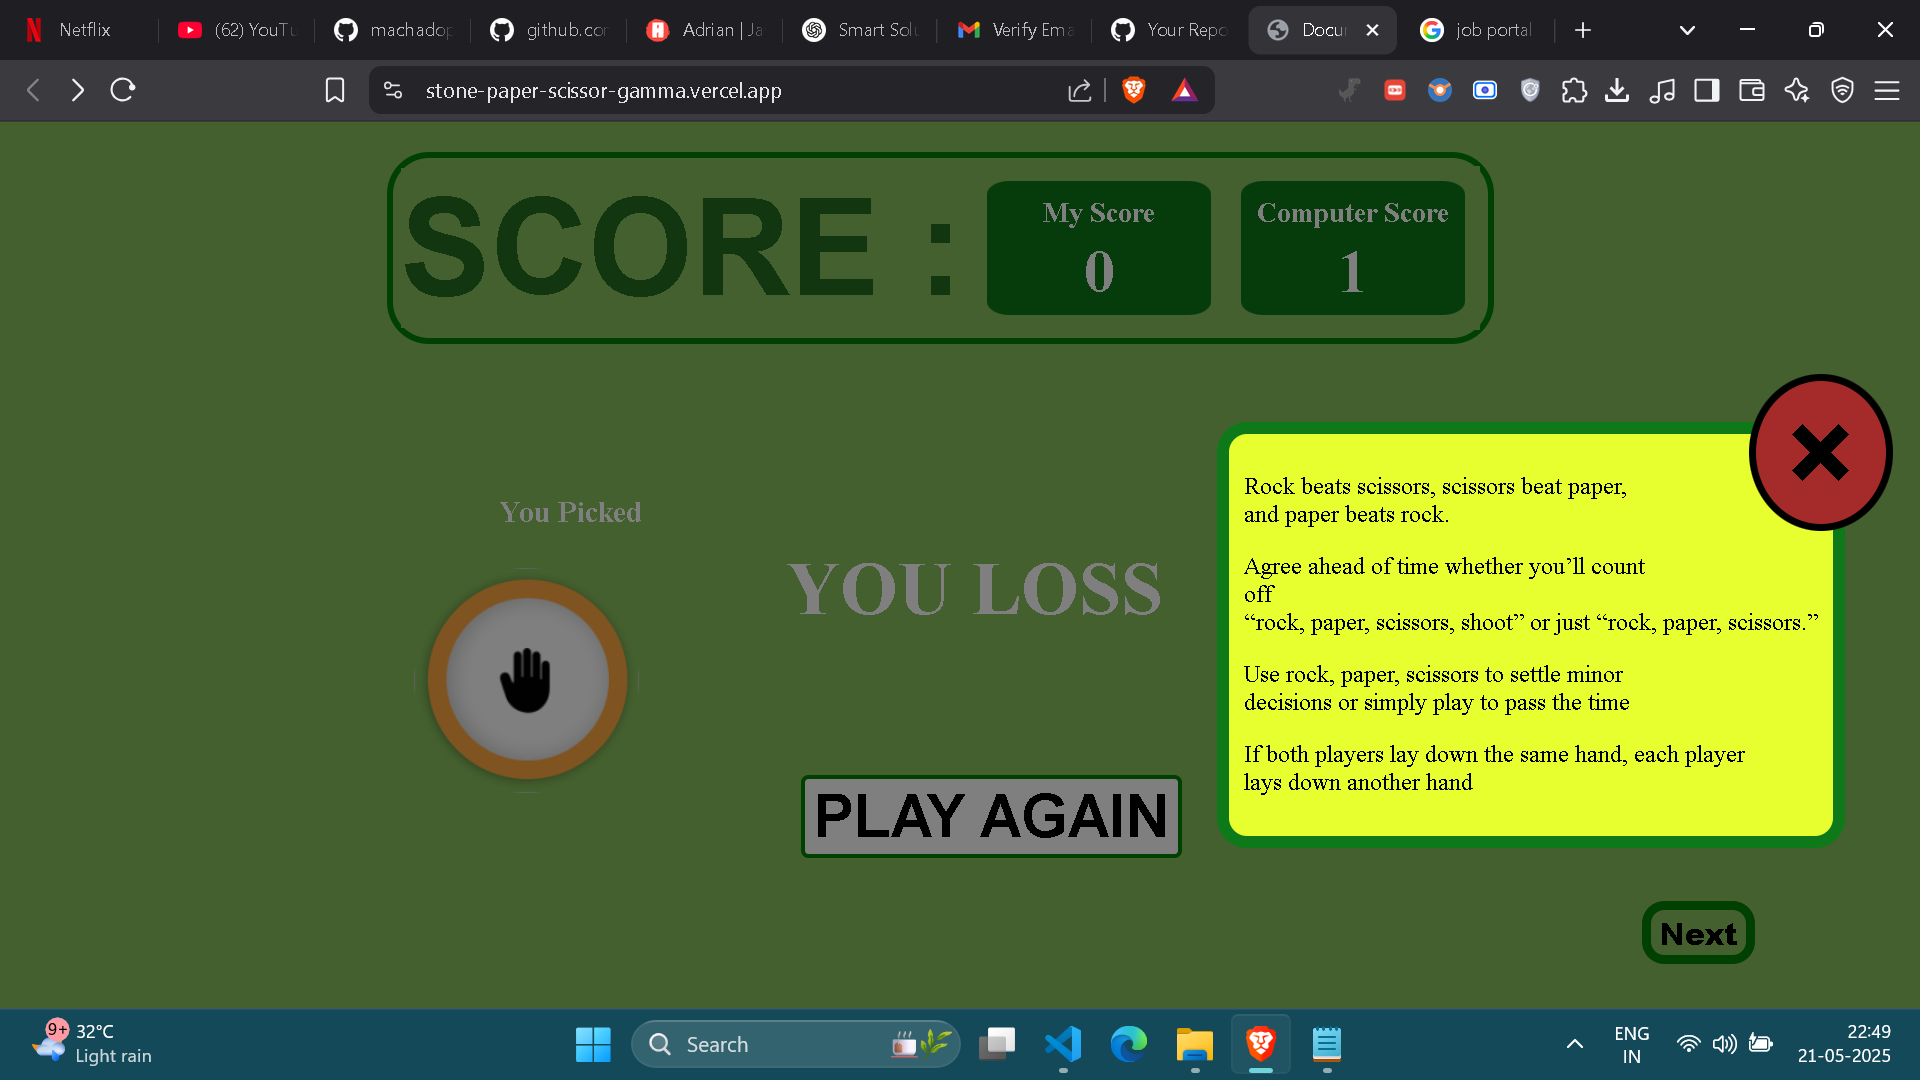 Netflix
(62) YouTu
machadop
github.cor
Adrian | Ja
Smart Solu
Verify Ema
Your Repo
Docu
job portal
stone-paper-scissor-gamma.vercel.app
SCORE :
My Score
0
Computer Score
1
You Picked
YOU LOSS
PLAY AGAIN
Rock beats scissors, scissors beat paper,
and paper beats rock.
Agree ahead of time whether you’ll count
off
“rock, paper, scissors, shoot” or just “rock, paper, scissors.”
Use rock, paper, scissors to settle minor
decisions or simply play to pass the time
If both players lay down the same hand, each player
lays down another hand
Next
9+
32°C
Light rain
Search
ENG
IN
22:49
21-05-2025